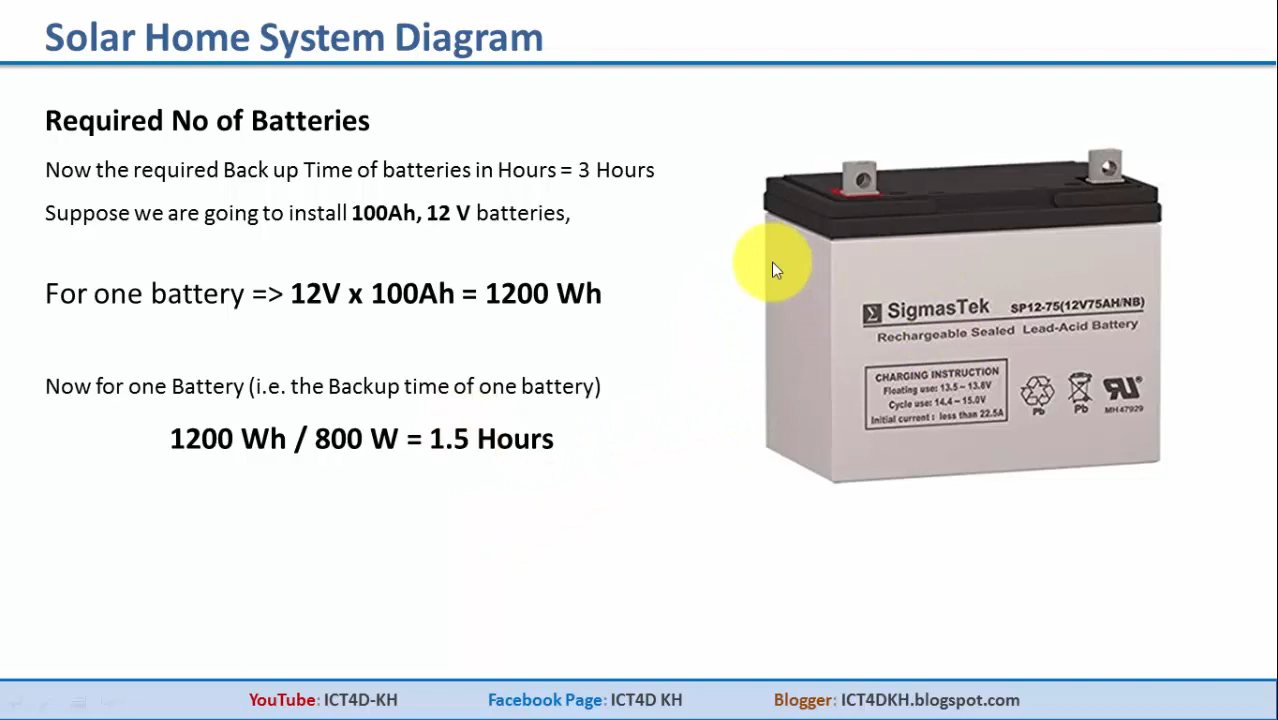 Solar Home System Diagram
Required No of Batteries
Now the required Back up Time of batteries in Hours = 3 Hours
Suppose we are going to install 100Ah, 12 V batteries,
For one battery => 12V x 100Ah = 1200 Wh
Now for one Battery (i.e. the Backup time of one battery)
1200 Wh / 800 W = 1.5 Hours
SigmasTek SP12-75(12V75AH/NB)
Rechargeable Sealed Lead-Acid Battery
CHARGING INSTRUCTION
Floating use: 13.5 – 13.8V
Cycle use: 14.4 – 15.0V
Initial current: less than 22.5A
Pb
Pb
MH47929
YouTube: ICT4D-KH Facebook Page: ICT4D KH Blogger: ICT4DKH.blogspot.com